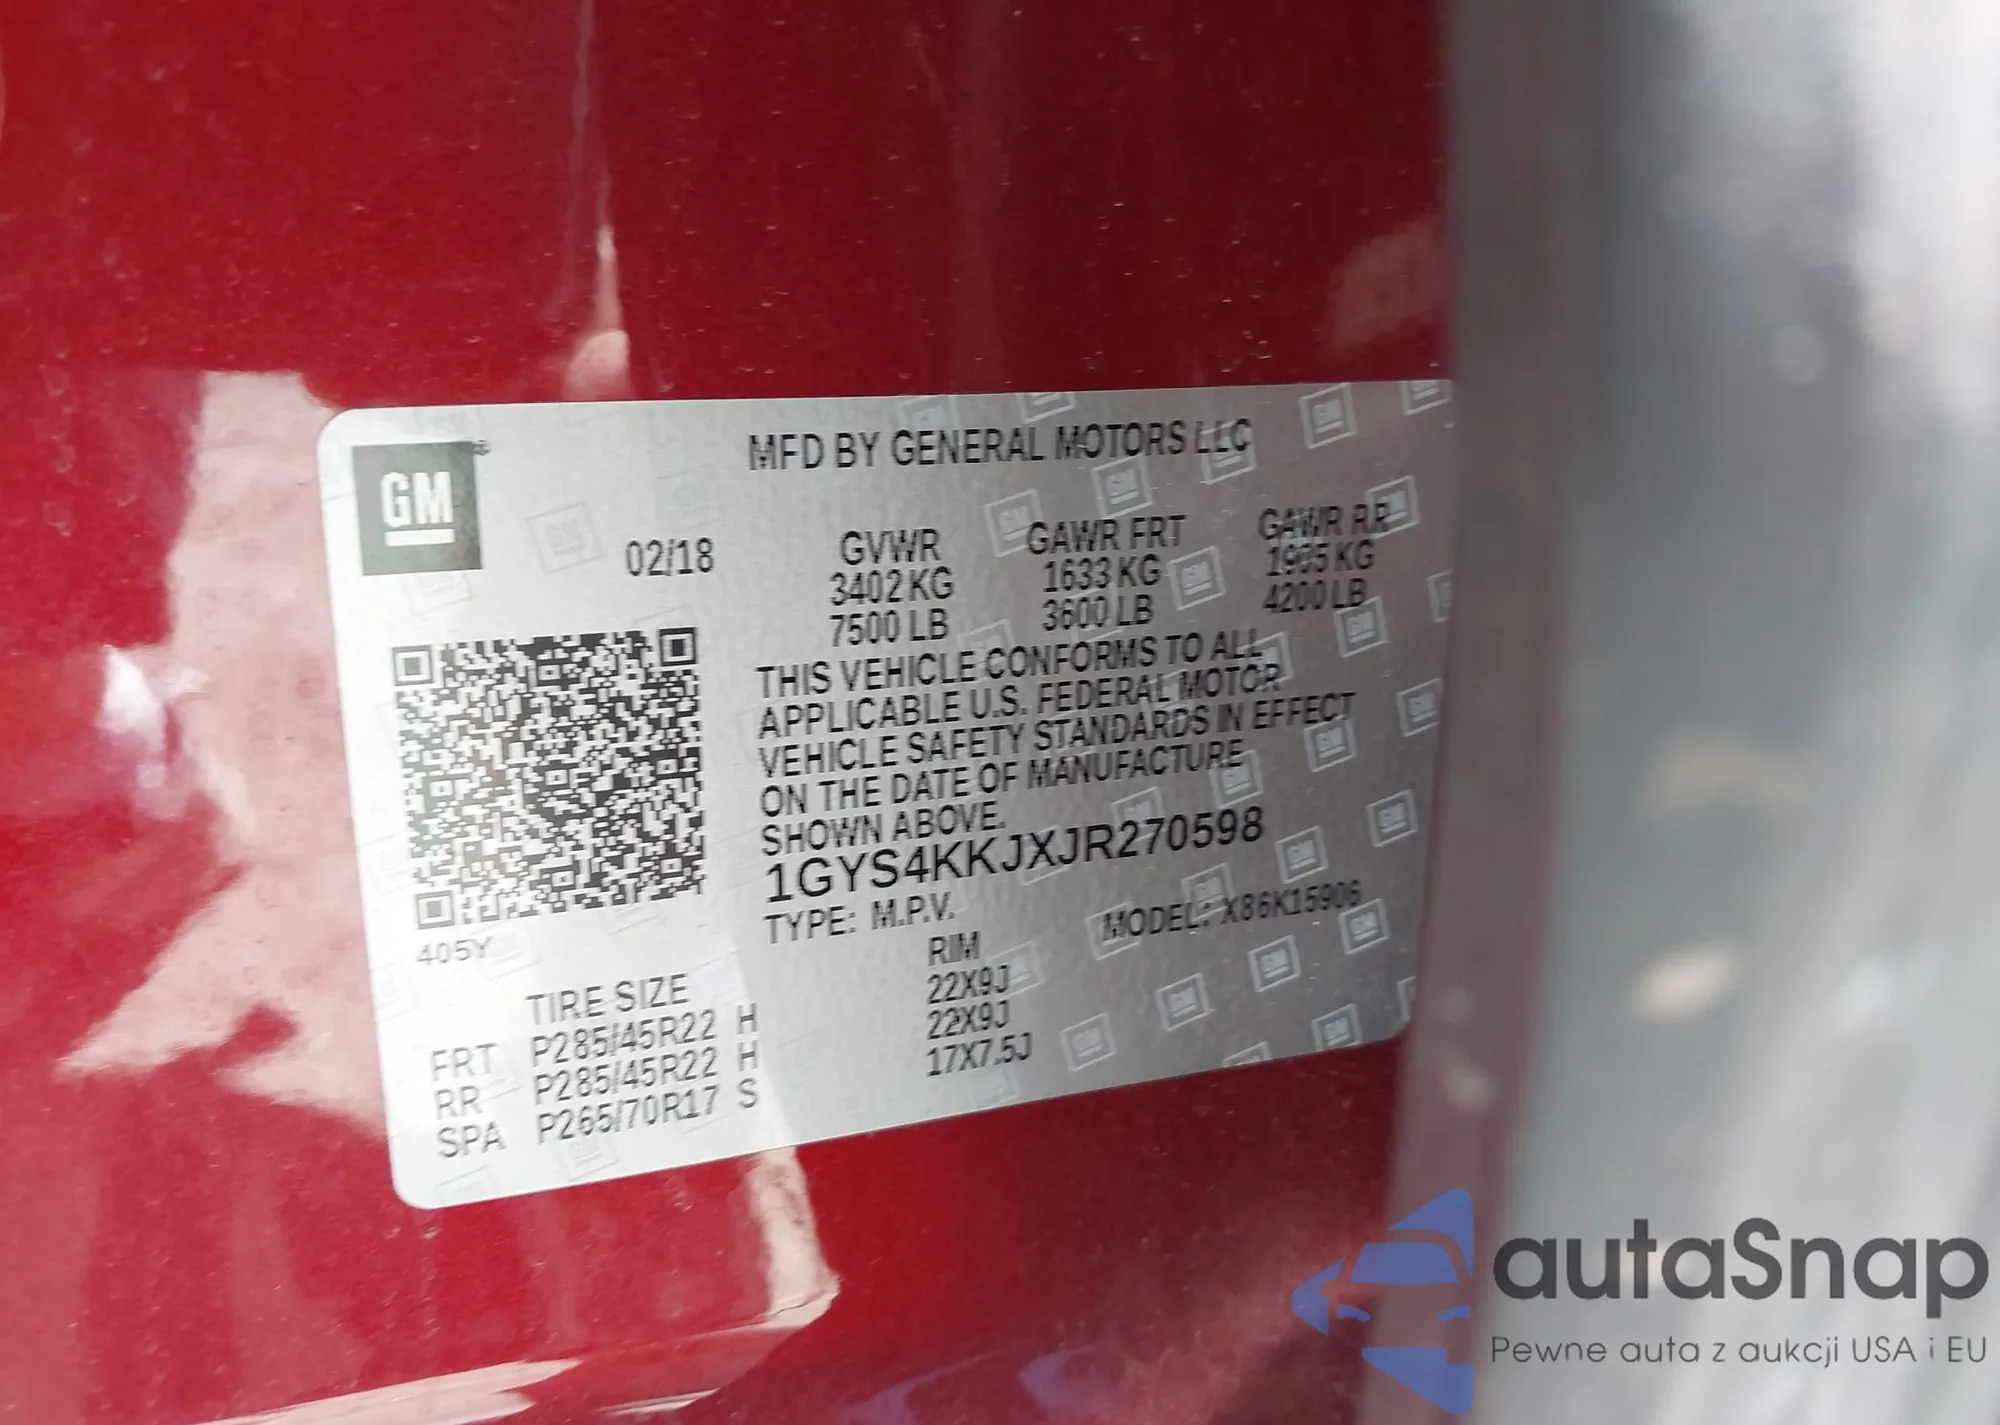 GM
MFD BY GENERAL MOTORS LLC
02/18
GVWR GAWR FRT GAWR RR
3402 KG 1633 KG 1905 KG
7500 LB 3600 LB 4200 LB
THIS VEHICLE CONFORMS TO ALL
APPLICABLE U.S. FEDERAL MOTOR
VEHICLE SAFETY STANDARDS IN EFFECT
ON THE DATE OF MANUFACTURE
SHOWN ABOVE.
1GYS4KKJXJR270598
TYPE: M.P.V. MODEL: X86K15906
405Y
TIRE SIZE RIM
FRT P285/45R22 H 22X9J
RR P285/45R22 H 22X9J
SPA P265/70R17 S 17X7.5J
autaSnap
Pewne auta z aukcji USA i EU